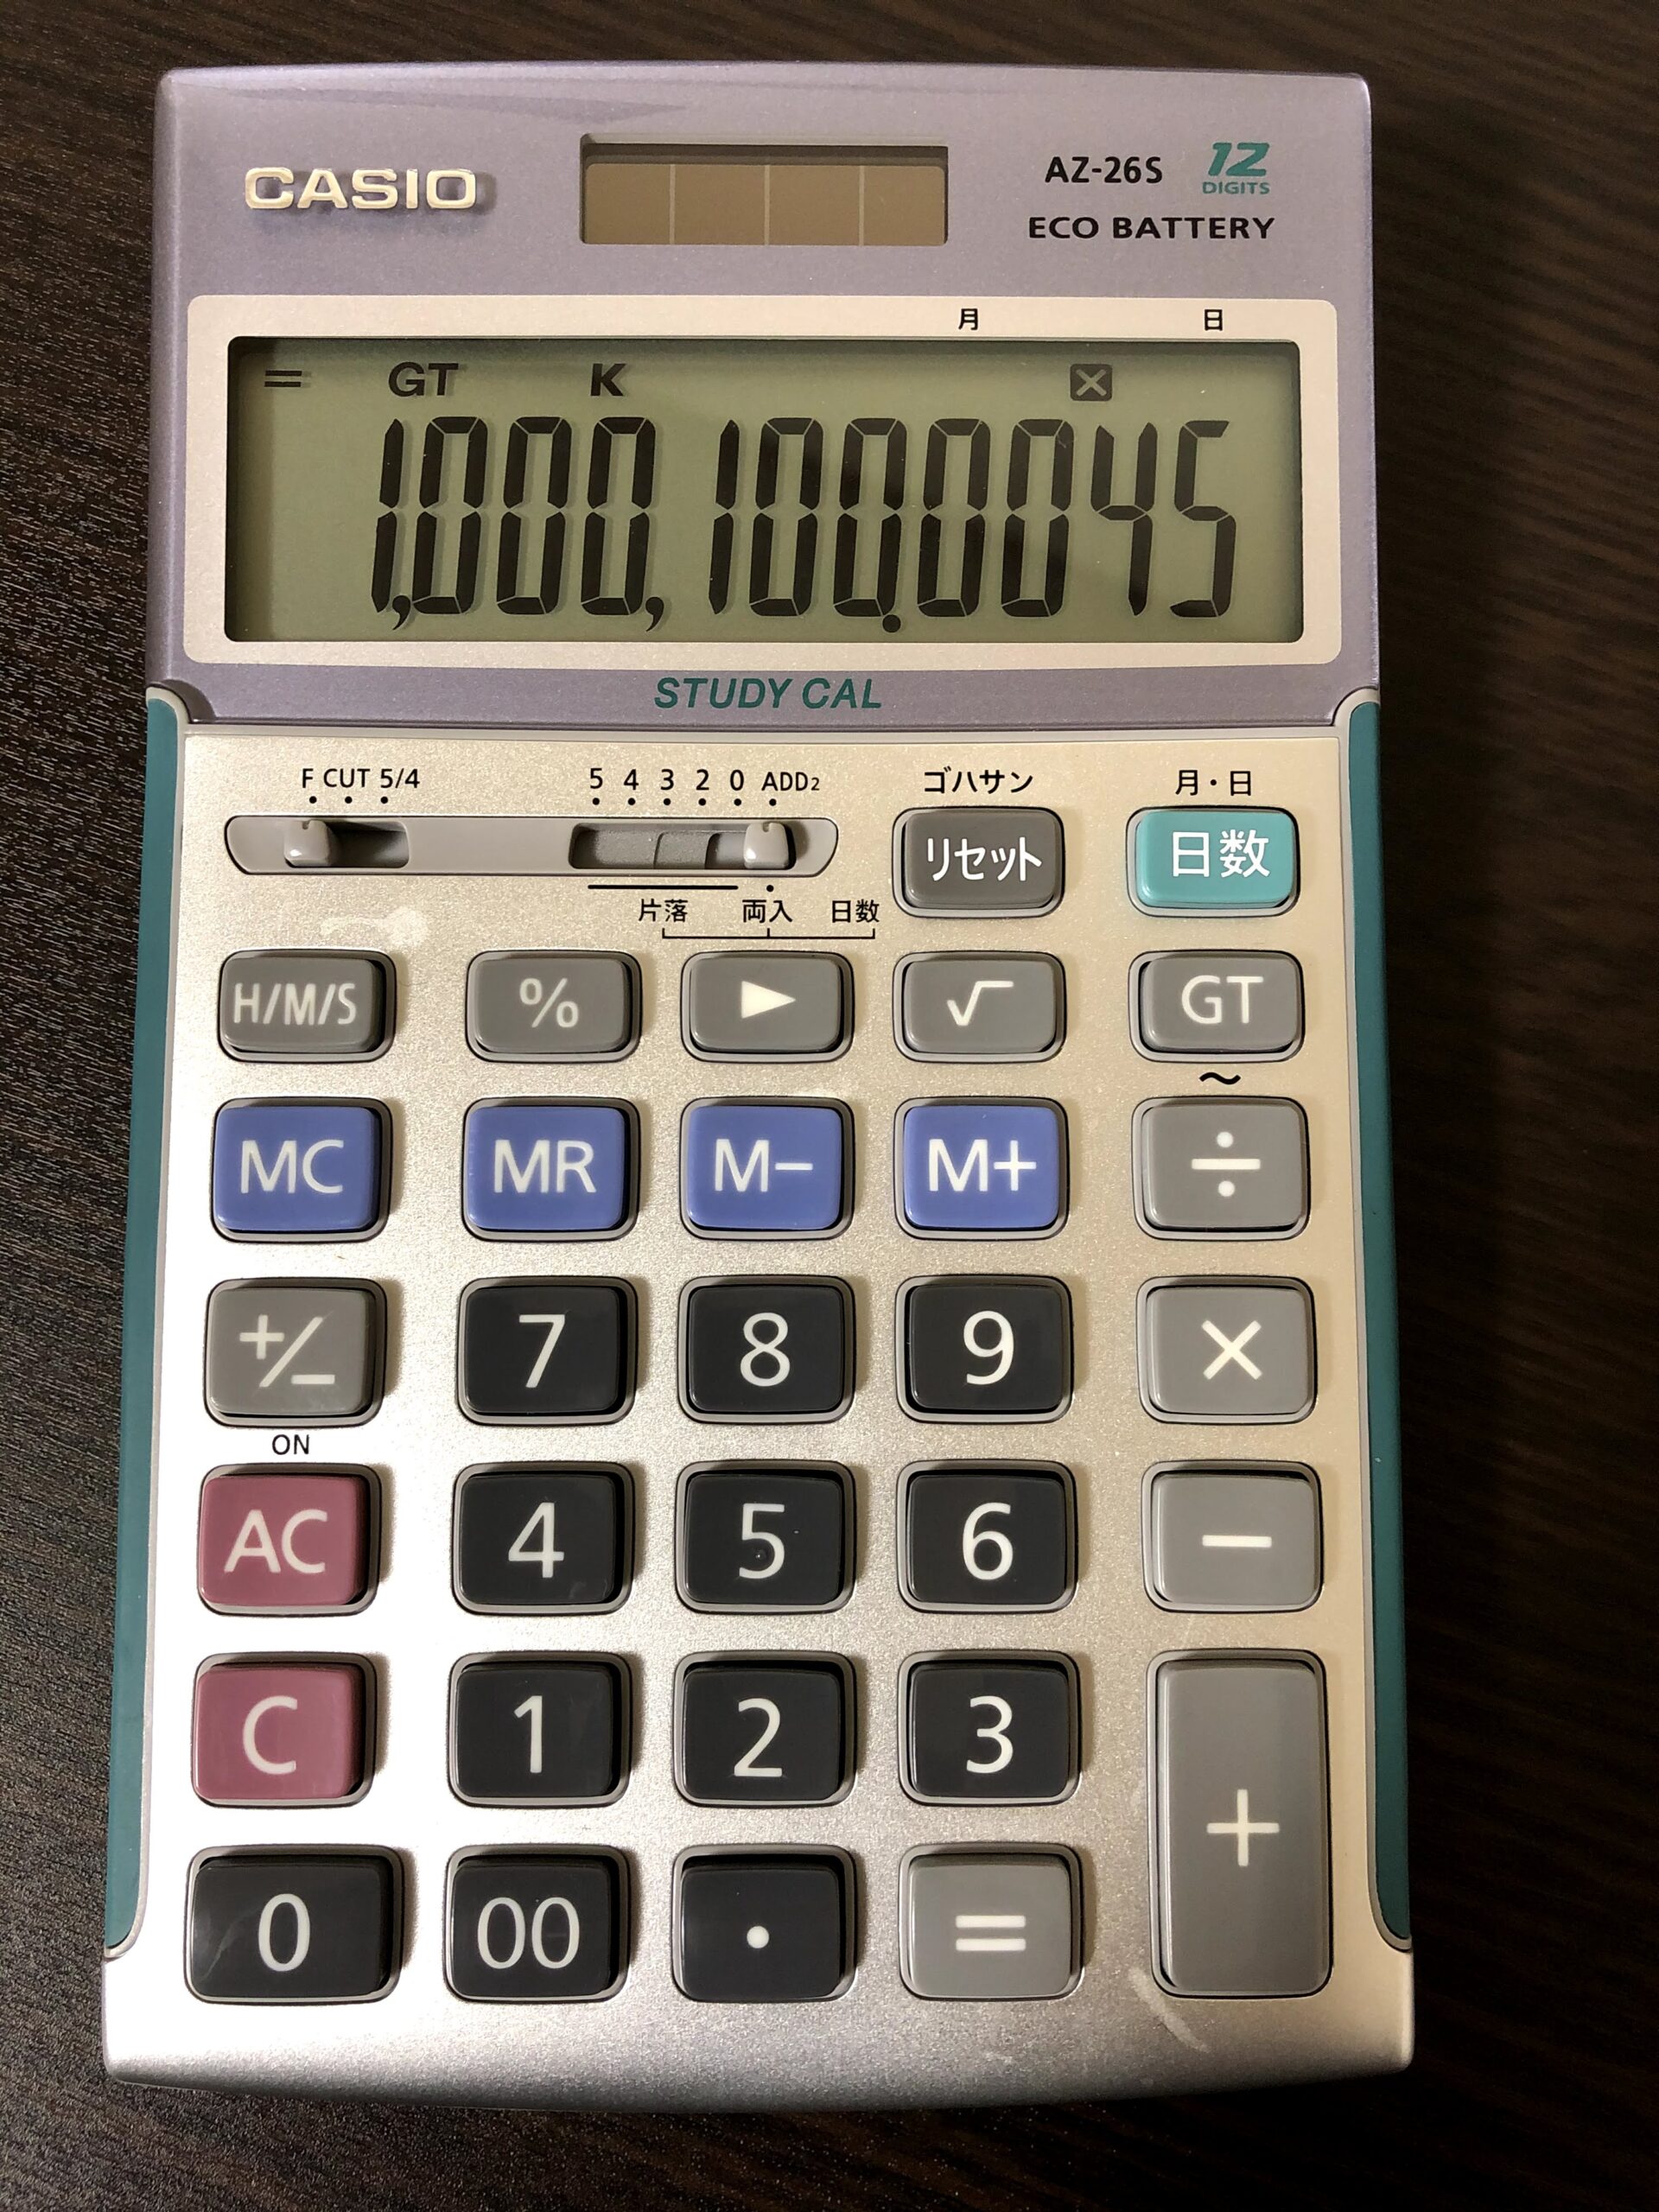 CASIO AZ-26S 12 DIGITS
ECO BATTERY
月 日
= GT K ×
1,000,100.00045
STUDY CAL
F CUT 5/4 5 4 3 2 0 ADD2 ゴハサン 月・日
リセット 日数
片落 両入 日数
H/M/S % ▶ √ GT
~
MC MR M− M+ ÷
+/− 7 8 9 ×
ON
AC 4 5 6 −
C 1 2 3
+
0 00 . =